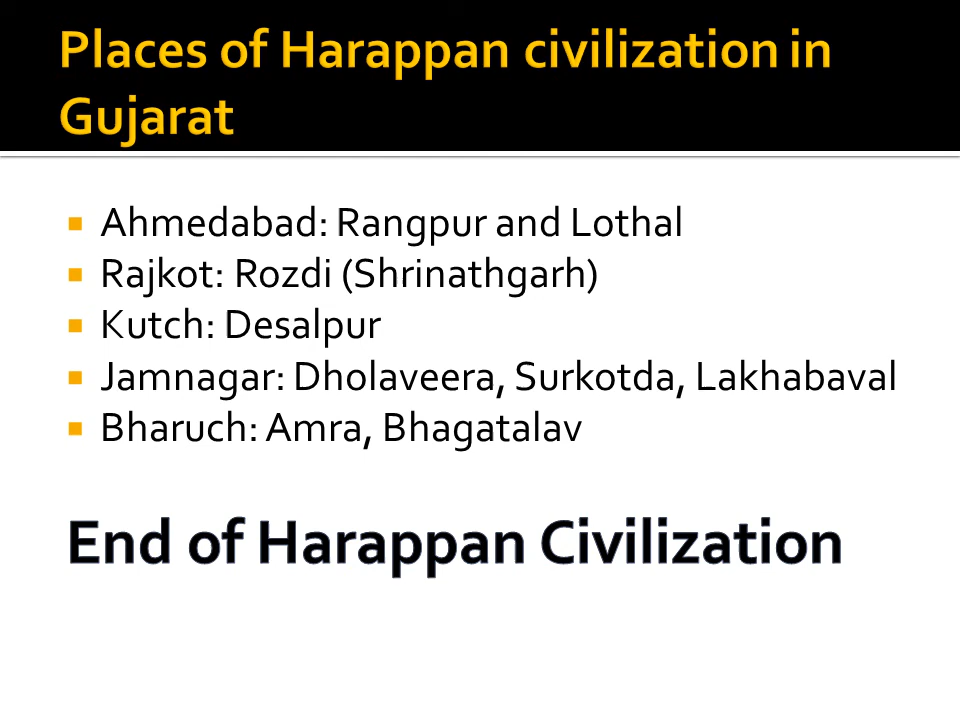 Places of Harappan civilization in
Gujarat
Ahmedabad: Rangpur and Lothal
Rajkot: Rozdi (Shrinathgarh)
Kutch: Desalpur
Jamnagar: Dholaveera, Surkotda, Lakhabaval
Bharuch: Amra, Bhagatalav
End of Harappan Civilization